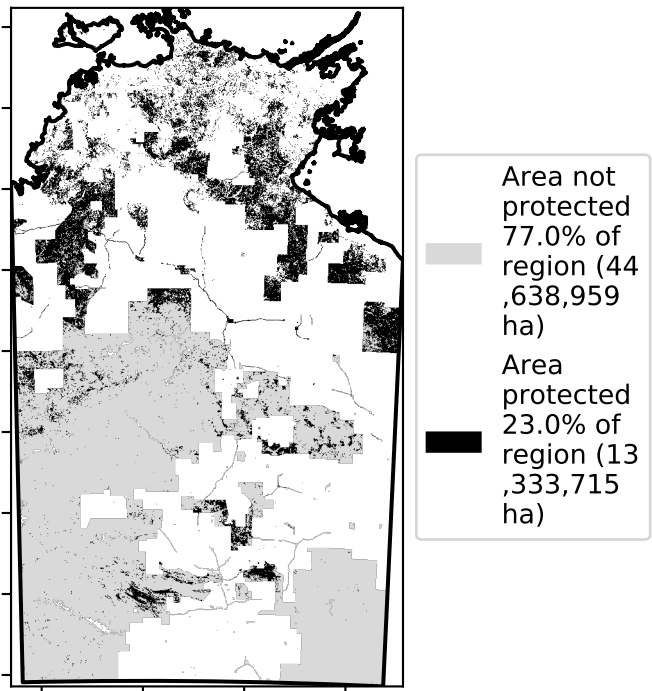 Area not
protected
77.0% of
region (44
,638,959
ha)
Area
protected
23.0% of
region (13
,333,715
ha)